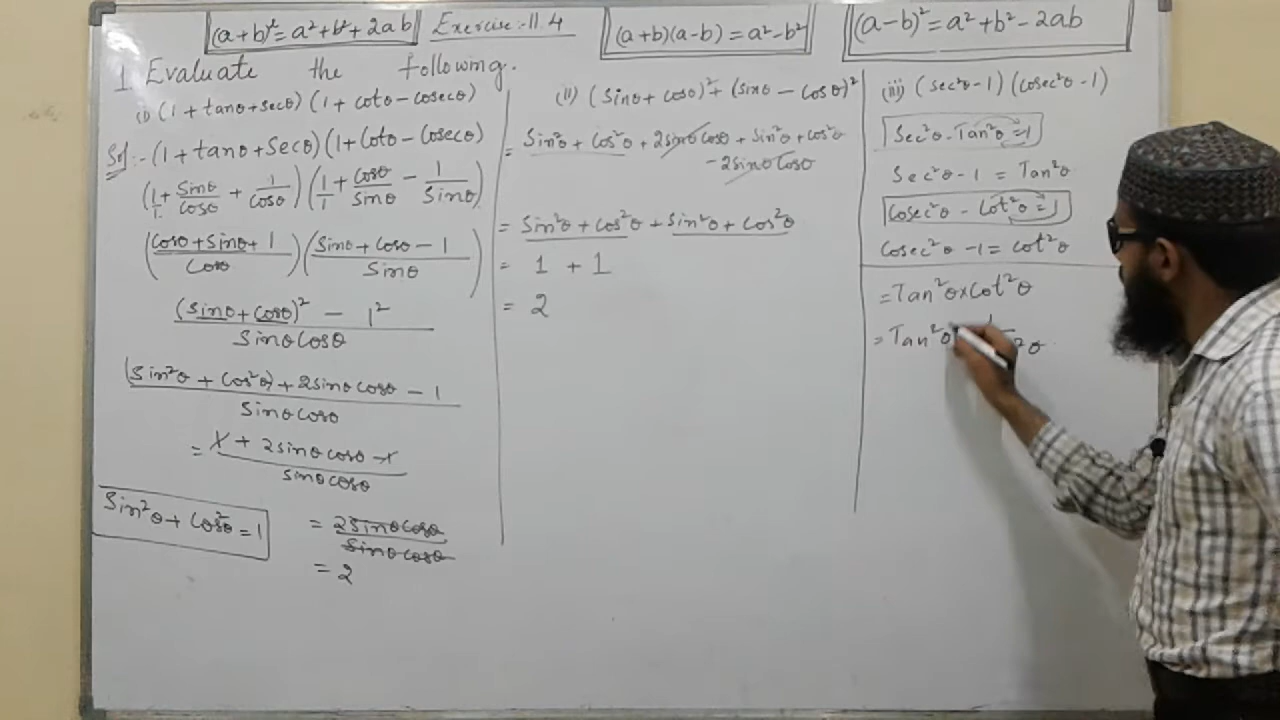 (a+b)²= a²+b²+2ab
Exercise:-11.4
(a+b)(a-b) = a²-b²
(a-b)²= a²+b²-2ab
1 Evaluate the following.
i) (1+tanθ+secθ) (1+cotθ-cosecθ)
Sol:- (1+tanθ+Secθ)(1+Cotθ-Cosecθ)
(1/1 + Sinθ/cosθ + 1/cosθ)(1/1 + cosθ/sinθ - 1/Sinθ)
(cosθ+sinθ+1/Cosθ)(Sinθ+cosθ-1/Sinθ)
(Sinθ+cosθ)² - 1²
Sinθcosθ
(Sin²θ+Cos²θ)+2Sinθcosθ-1
Sinθcosθ
= 1+2sinθcosθ-1
sinθcosθ
Sin²θ+Cos²θ=1
= 2Sinθcosθ
Sinθcosθ
= 2
(ii) (Sinθ+cosθ)²+(sinθ-cosθ)²
= Sin²θ+Cos²θ+2sinθcosθ+Sin²θ+Cos²θ
-2sinθCosθ
= Sin²θ+cos²θ+Sin²θ+cos²θ
= 1+1
= 2
(iii) (sec²θ-1)(cosec²θ-1)
Sec²θ-Tan²θ=1
Sec²θ-1=Tan²θ
Cosec²θ-Cot²θ=1
Cosec²θ-1=cot²θ
=Tan²θxCot²θ
=Tan²θ